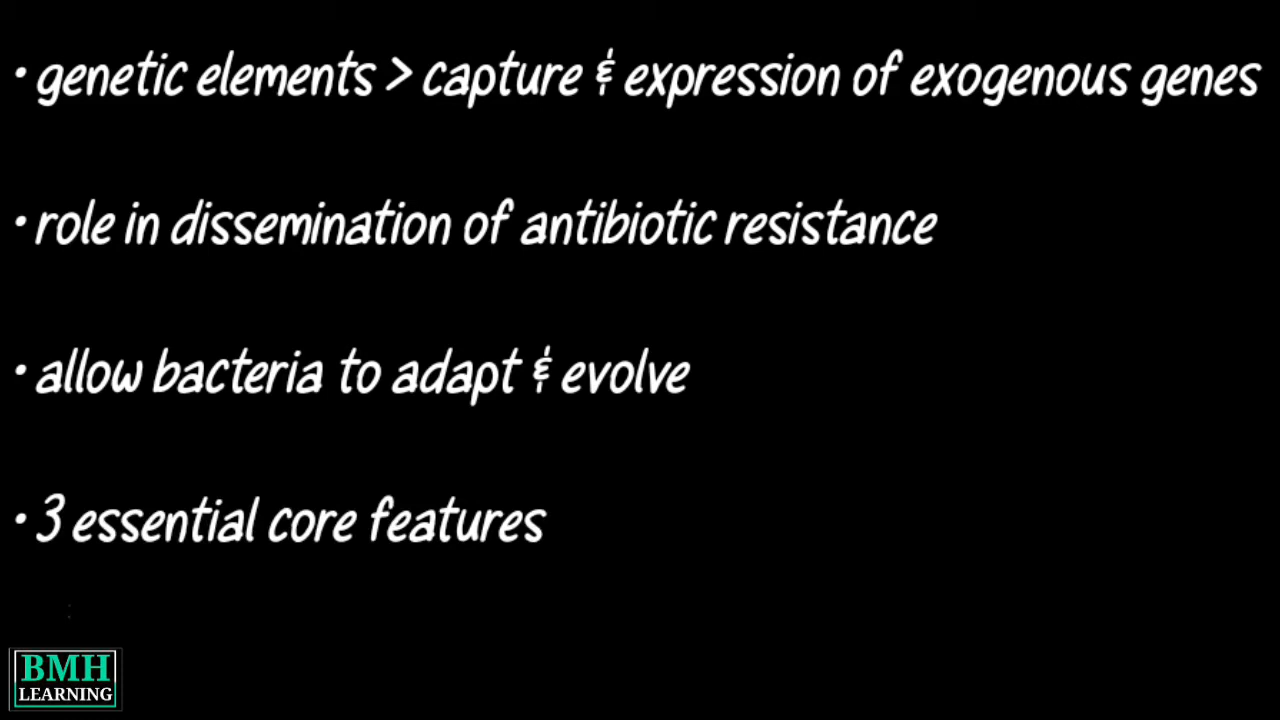 • genetic elements > capture & expression of exogenous genes
• role in dissemination of antibiotic resistance
• allow bacteria to adapt & evolve
• 3 essential core features
BMH
LEARNING